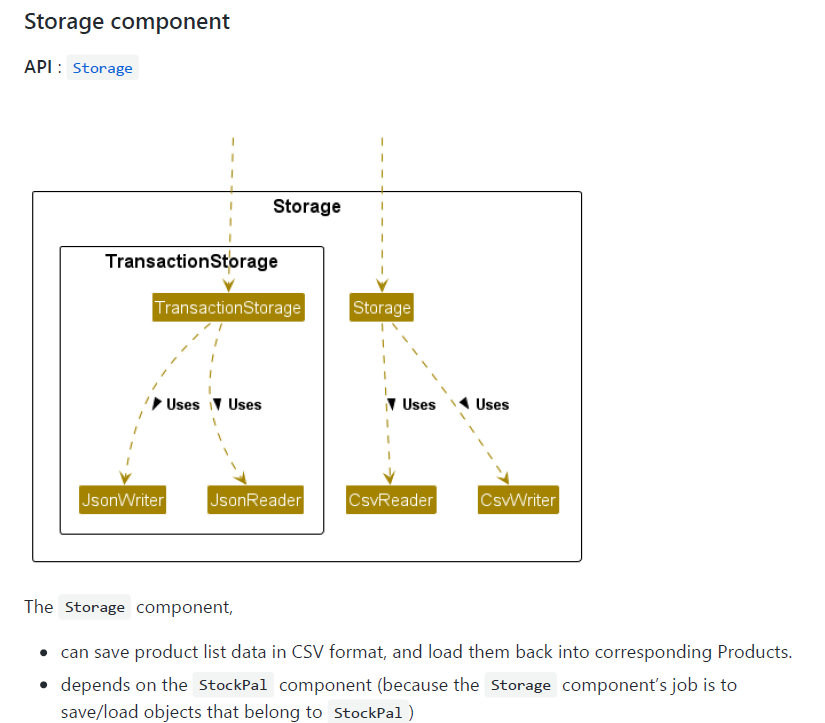 Storage component
API : Storage
Storage
TransactionStorage
TransactionStorage
Storage
Uses
Uses
Uses
Uses
JsonWriter
JsonReader
CsvReader
CsvWriter
The Storage component,
can save product list data in CSV format, and load them back into corresponding Products.
depends on the StockPal component (because the Storage component’s job is to
save/load objects that belong to StockPal )